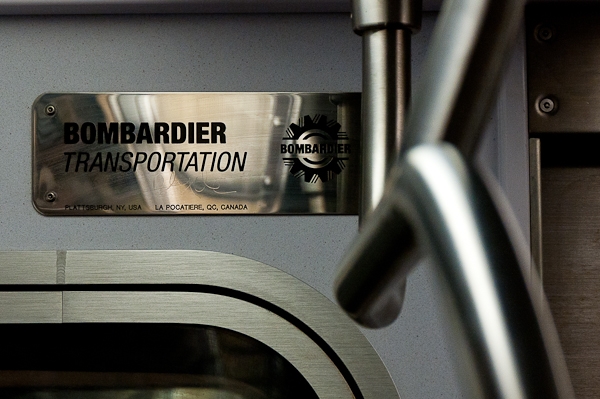 BOMBARDIER
TRANSPORTATION
BOMBARDIER
PLATTSBURGH, NY, USA LA POCATIERE, QC, CANADA